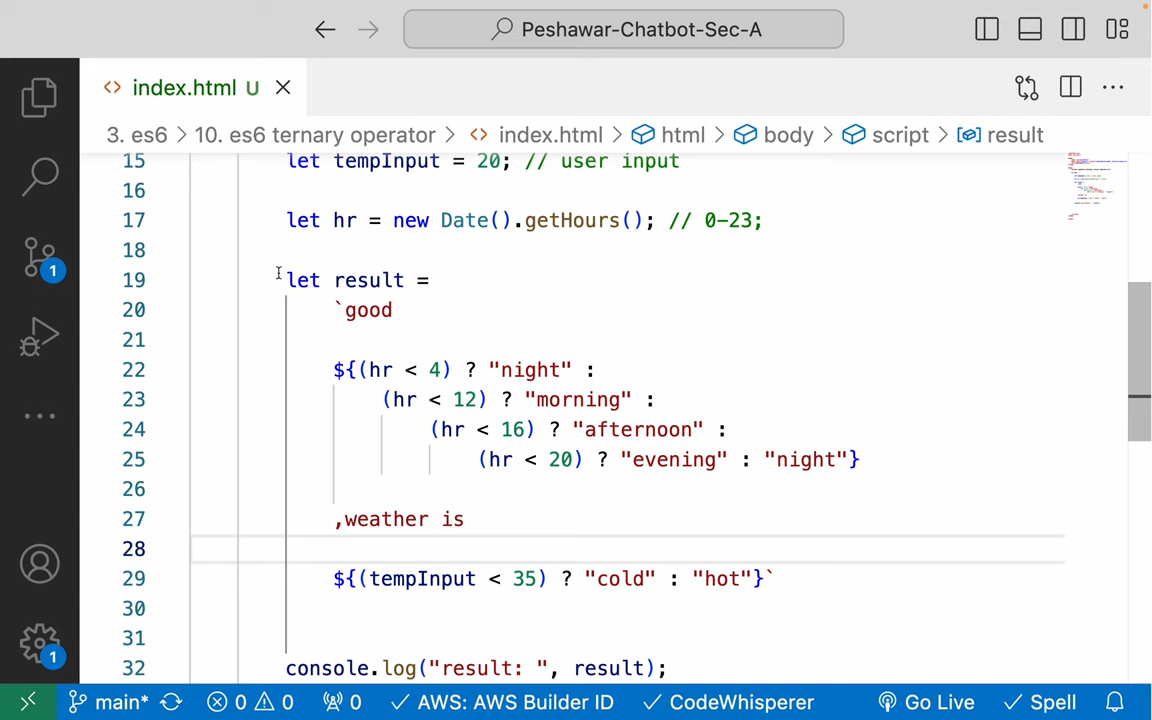 Peshawar-Chatbot-Sec-A
index.html U
3. es6 > 10. es6 ternary operator > index.html > html > body > script > result
15 let tempInput = 20; // user input
16
17 let hr = new Date().getHours(); // 0-23;
18
19 let result =
20 `good
21
22 ${(hr < 4) ? "night" :
23 (hr < 12) ? "morning" :
24 (hr < 16) ? "afternoon" :
25 (hr < 20) ? "evening" : "night"}
26
27 ,weather is
28
29 ${(tempInput < 35) ? "cold" : "hot"}`
30
31
32 console.log("result: ", result);
1
1
main* 0 0 0 AWS: AWS Builder ID CodeWhisperer Go Live Spell